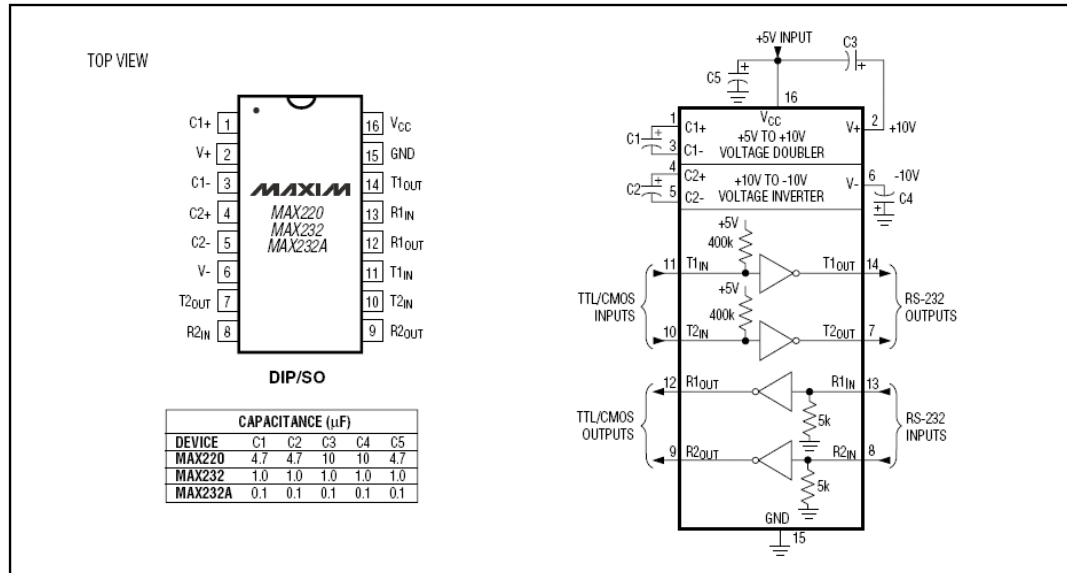 TOP VIEW
C1+ 1
V+ 2
C1- 3
C2+ 4
C2- 5
V- 6
T2OUT 7
R2IN 8
16 VCC
15 GND
14 T1OUT
13 R1IN
12 R1OUT
11 T1IN
10 T2IN
9 R2OUT
MAXIM
MAX220
MAX232
MAX232A
DIP/SO
CAPACITANCE (μF)
DEVICE C1 C2 C3 C4 C5
MAX220 4.7 4.7 10 10 4.7
MAX232 1.0 1.0 1.0 1.0 1.0
MAX232A 0.1 0.1 0.1 0.1 0.1
+5V INPUT
C3
C5 +
+
16
VCC
1 C1+
C1 +
3 C1-
+5V TO +10V
VOLTAGE DOUBLER
V+ 2 +10V
4 C2+
C2 +
5 C2-
+10V TO -10V
VOLTAGE INVERTER
V- 6 -10V
+ C4
+5V
400k
11 T1IN T1OUT 14
+5V
400k
10 T2IN T2OUT 7
TTL/CMOS
INPUTS
RS-232
OUTPUTS
12 R1OUT R1IN 13
5k
9 R2OUT R2IN 8
5k
TTL/CMOS
OUTPUTS
RS-232
INPUTS
GND
15